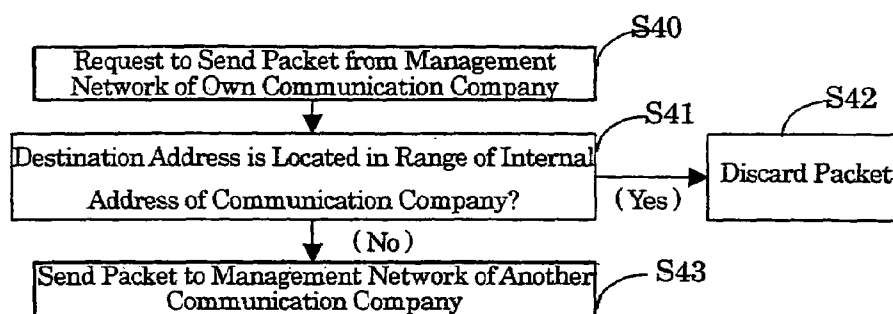 S40
Request to Send Packet from Management
Network of Own Communication Company
S41
Destination Address is Located in Range of Internal
Address of Communication Company?
(Yes)
S42
Discard Packet
(No)
S43
Send Packet to Management Network of Another
Communication Company